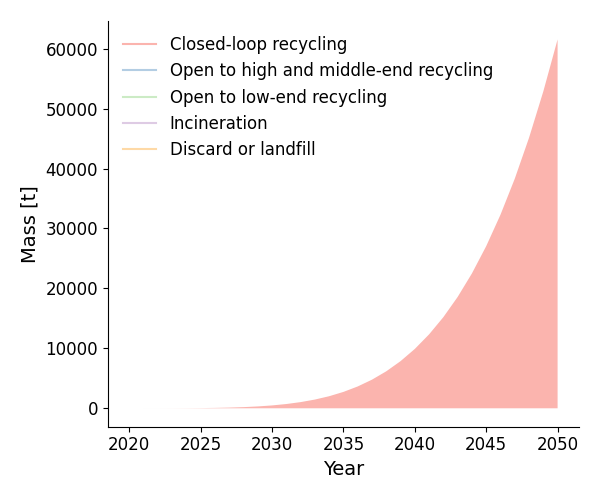 Closed-loop recycling
Open to high and middle-end recycling
Open to low-end recycling
Incineration
Discard or landfill
Mass [t]
60000
50000
40000
30000
20000
10000
0
2020 2025 2030 2035 2040 2045 2050
Year